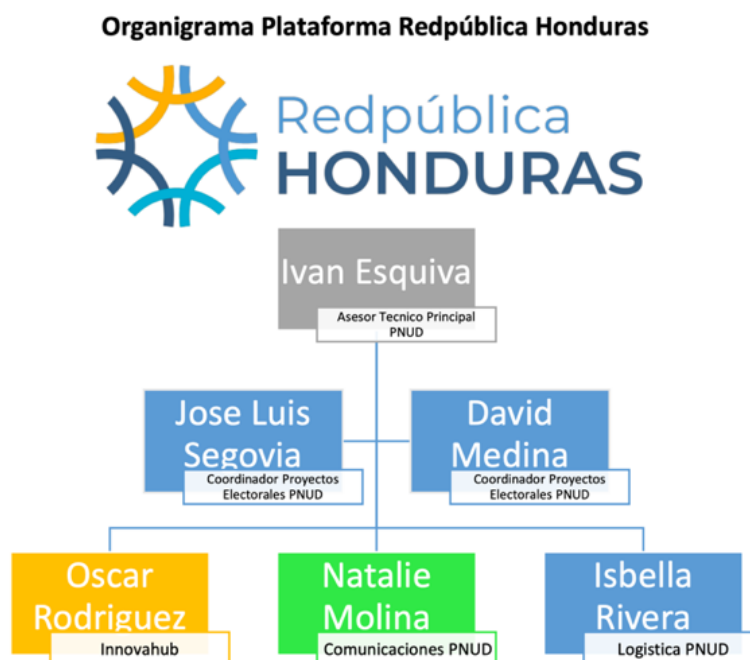 Organigrama Plataforma Redpública Honduras
Redpública
HONDURAS
Ivan Esquiva
Asesor Tecnico Principal
PNUD
Jose Luis
Segovia
Coordinador Proyectos
Electorales PNUD
David
Medina
Coordinador Proyectos
Electorales PNUD
Oscar
Rodriguez
Innovahub
Natalie
Molina
Comunicaciones PNUD
Isbella
Rivera
Logistica PNUD